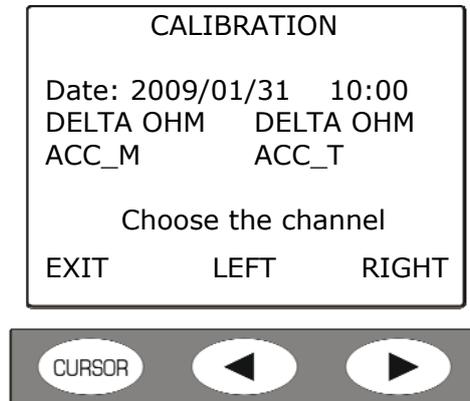 CALIBRATION
Date: 2009/01/31 10:00
DELTA OHM DELTA OHM
ACC_M ACC_T
Choose the channel
EXIT LEFT RIGHT
CURSOR